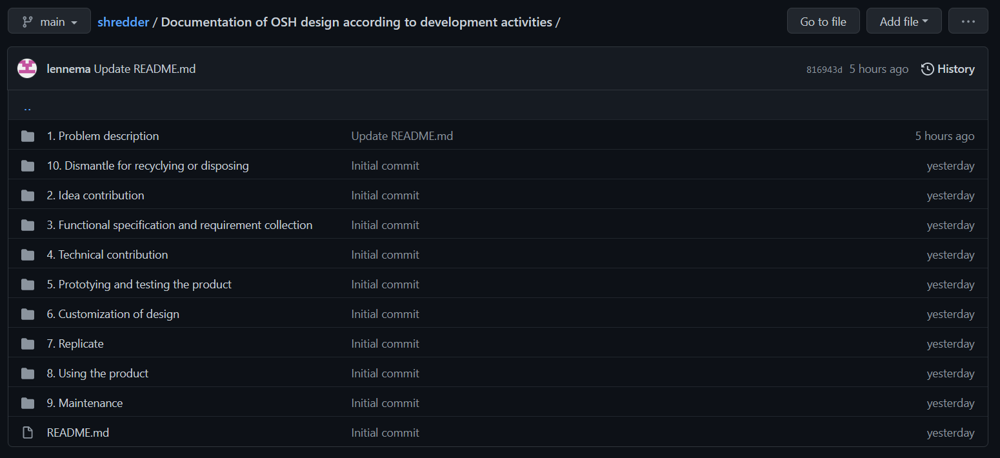 main shredder / Documentation of OSH design according to development activities / Go to file Add file ...
lennema Update README.md 816943d 5 hours ago History
..
1. Problem description Update README.md 5 hours ago
10. Dismantle for recyclying or disposing Initial commit yesterday
2. Idea contribution Initial commit yesterday
3. Functional specification and requirement collection Initial commit yesterday
4. Technical contribution Initial commit yesterday
5. Prototying and testing the product Initial commit yesterday
6. Customization of design Initial commit yesterday
7. Replicate Initial commit yesterday
8. Using the product Initial commit yesterday
9. Maintenance Initial commit yesterday
README.md Initial commit yesterday